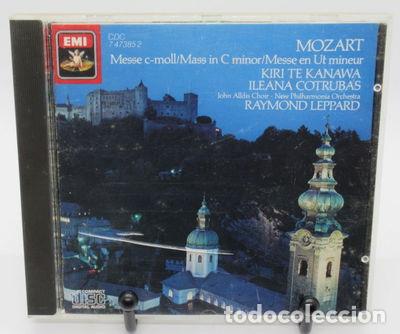 EMI
CDC
7 47385 2
MOZART
Messe c-moll/Mass in C minor/Messe en Ut mineur
KIRI TE KANAWA
ILEANA COTRUBAS
John Alldis Choir · New Philharmonia Orchestra
RAYMOND LEPPARD
COMPACT
disc
DIGITAL AUDIO
todocoleccion.net